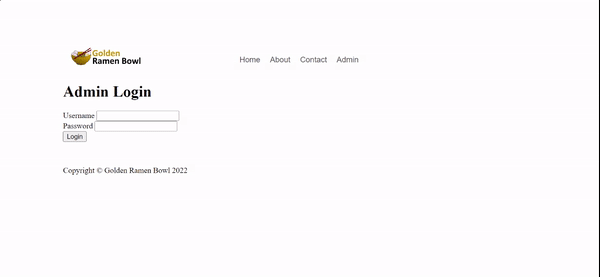 Golden
Ramen Bowl
Home About Contact Admin
Admin Login
Username
Password
Login
Copyright © Golden Ramen Bowl 2022